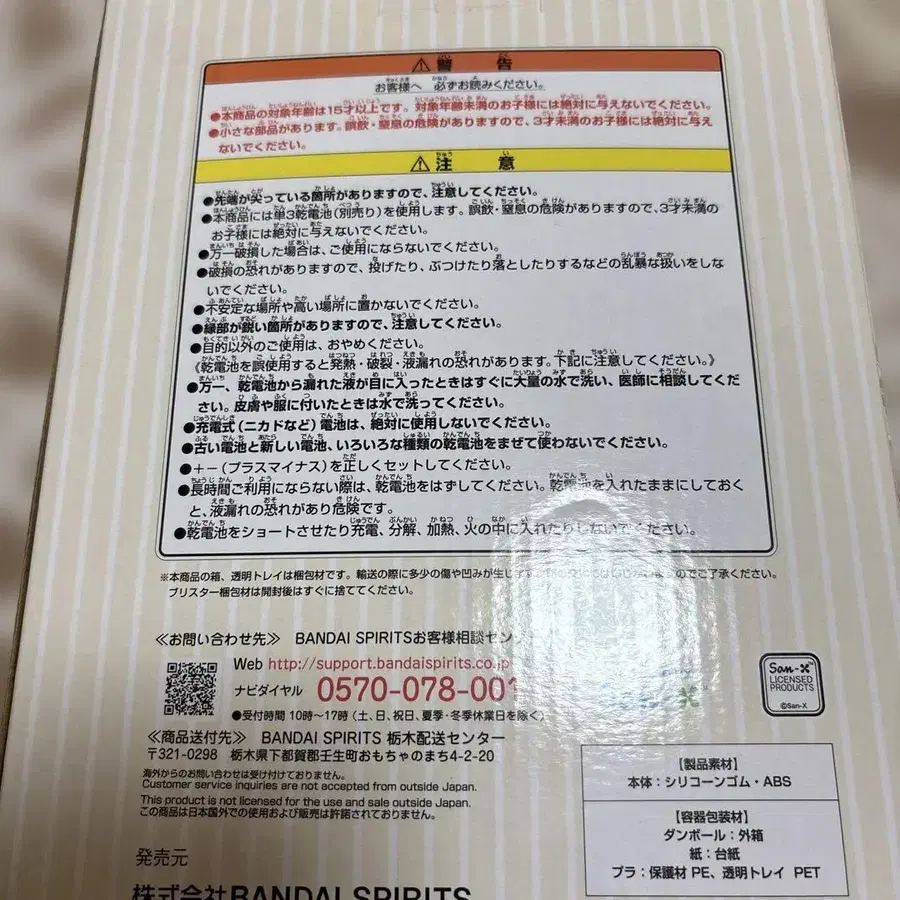 ⚠警 告
お客様へ 必ずお読みください。
●本商品の対象年齢は15才以上です。対象年齢未満のお子様には絶対に与えないでください。
●小さな部品があります。誤飲・窒息の危険がありますので、3才未満のお子様には絶対に与え
ないでください。
⚠注 意
●先端が尖っている箇所がありますので、注意してください。
●本商品には単3乾電池(別売り)を使用します。誤飲・窒息の危険がありますので、3才未満の
お子様には絶対に与えないでください。
●万一破損した場合は、ご使用にならないでください。
●破損の恐れがありますので、投げたり、ぶつけたり落としたりするなどの乱暴な扱いをしな
いでください。
●不安定な場所や高い場所に置かないでください。
●縁部が鋭い箇所がありますので、注意してください。
●目的以外のご使用は、おやめください。
《乾電池を誤使用すると発熱・破裂・液漏れの恐れがあります。下記に注意してください。》
●万一、乾電池から漏れた液が目に入ったときはすぐに大量の水で洗い、医師に相談してくだ
さい。皮膚や服に付いたときは水で洗ってください。
●充電式(ニカドなど)電池は、絶対に使用しないでください。
●古い電池と新しい電池、いろいろな種類の乾電池をまぜて使わないでください。
●+−(プラスマイナス)を正しくセットしてください。
●長時間ご利用にならない際は、乾電池をはずしてください。乾電池を入れたままにしておく
と、液漏れの恐れがあり危険です。
●乾電池をショートさせたり充電、分解、加熱、火の中に入れたりしないでください。
※本商品の箱、透明トレイは梱包材です。輸送の際に多少の傷や凹みが生じ のでご了承ください。
ブリスター梱包材は開封後はすぐに捨ててください。
≪お問い合わせ先≫ BANDAI SPIRITSお客様相談セン
Web http://support.bandaispirits.co.jp
ナビダイヤル 0570-078-001
●受付時間 10時〜17時(土、日、祝日、夏季・冬季休業日を除く)
≪商品送付先≫ BANDAI SPIRITS 栃木配送センター
〒321-0298 栃木県下都賀郡壬生町おもちゃのまち4-2-20
海外からのお問い合わせは受け付けておりません。
Customer service inquiries are not accepted from outside Japan.
This product is not licensed for the use and sale outside Japan.
この商品は日本国外での使用および販売は許諾されておりません。
発売元
株式会社BANDAI SPIRITS
San-X
LICENSED
PRODUCTS
©San-X
【製品素材】
本体:シリコーンゴム・ABS
【容器包装材】
ダンボール:外箱
紙:台紙
プラ:保護材 PE、透明トレイ PET